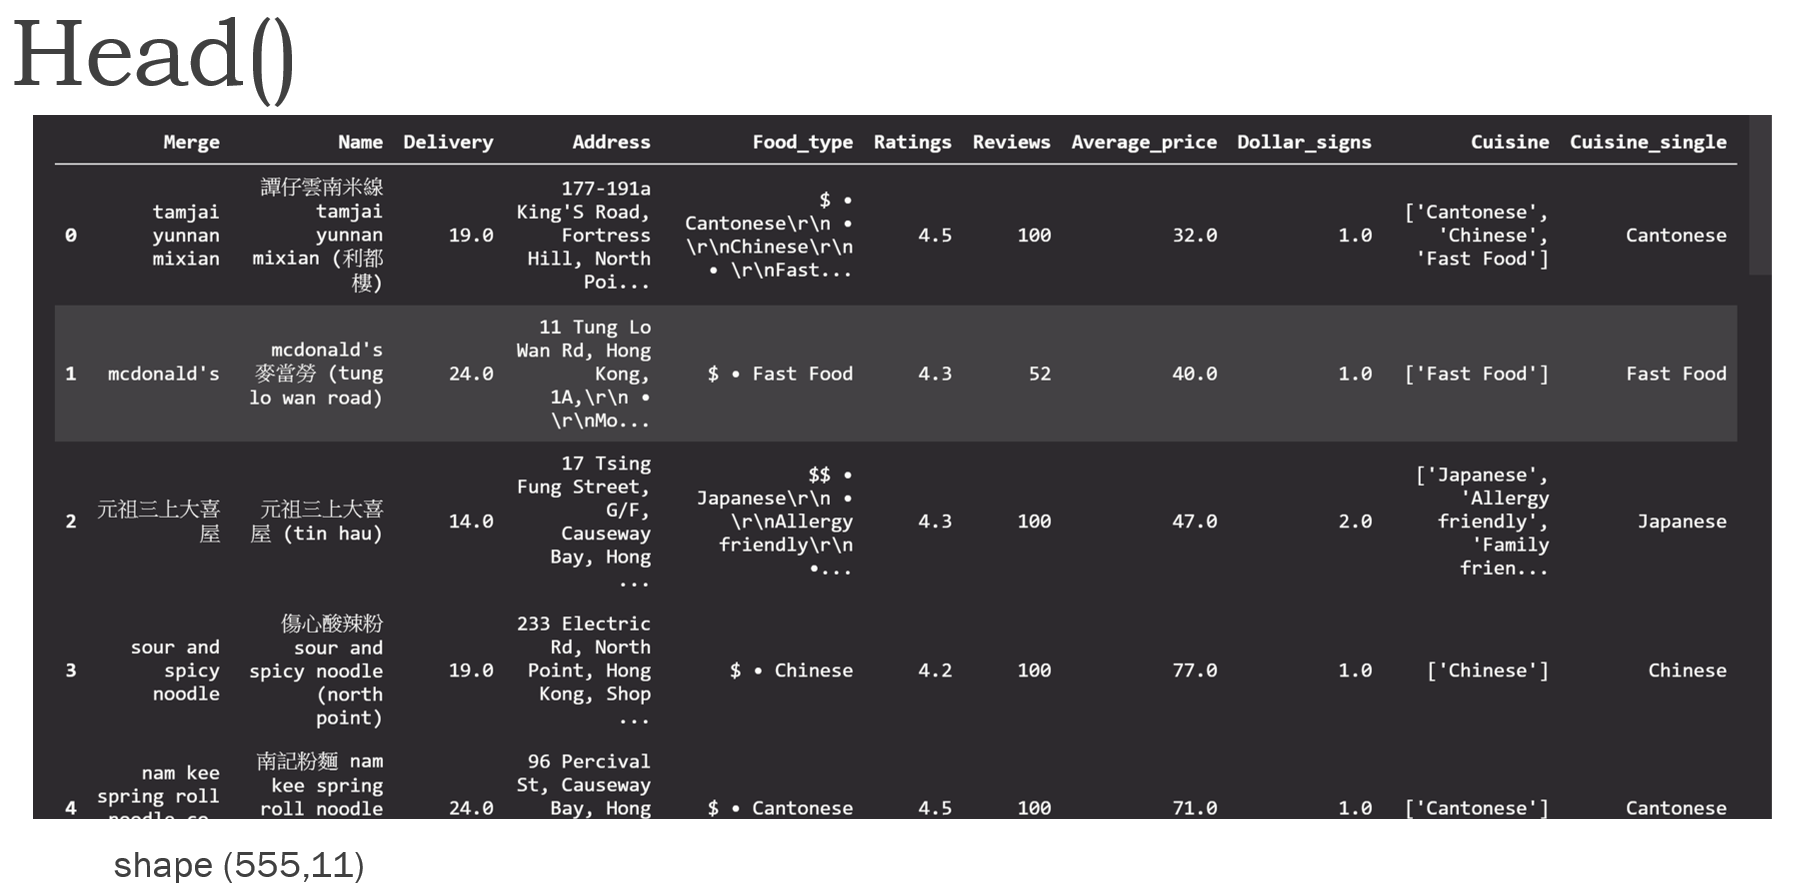 Head()
Merge Name Delivery Address Food_type Ratings Reviews Average_price Dollar_signs Cuisine Cuisine_single
0
tamjai
yunnan
mixian
譚仔雲南米線
tamjai
yunnan
mixian (利都
樓)
19.0
177-191a
King'S Road,
Fortress
Hill, North
Poi...
$ •
Cantonese\r\n •
\r\nChinese\r\n
• \r\nFast...
4.5
100
32.0
1.0
['Cantonese',
'Chinese',
'Fast Food']
Cantonese
1
mcdonald's
mcdonald's
麥當勞 (tung
lo wan road)
24.0
11 Tung Lo
Wan Rd, Hong
Kong,
1A,\r\n •
\r\nMo...
$ • Fast Food
4.3
52
40.0
1.0
['Fast Food']
Fast Food
2
元祖三上大喜
屋
元祖三上大喜
屋 (tin hau)
14.0
17 Tsing
Fung Street,
G/F,
Causeway
Bay, Hong
...
$$ •
Japanese\r\n •
\r\nAllergy
friendly\r\n
•...
4.3
100
47.0
2.0
['Japanese',
'Allergy
friendly',
'Family
frien...
Japanese
3
sour and
spicy
noodle
傷心酸辣粉
sour and
spicy noodle
(north
point)
19.0
233 Electric
Rd, North
Point, Hong
Kong, Shop
...
$ • Chinese
4.2
100
77.0
1.0
['Chinese']
Chinese
4
nam kee
spring roll
南記粉麵 nam
kee spring
roll noodle
24.0
96 Percival
St, Causeway
Bay, Hong
$ • Cantonese
4.5
100
71.0
1.0
['Cantonese']
Cantonese
shape (555,11)